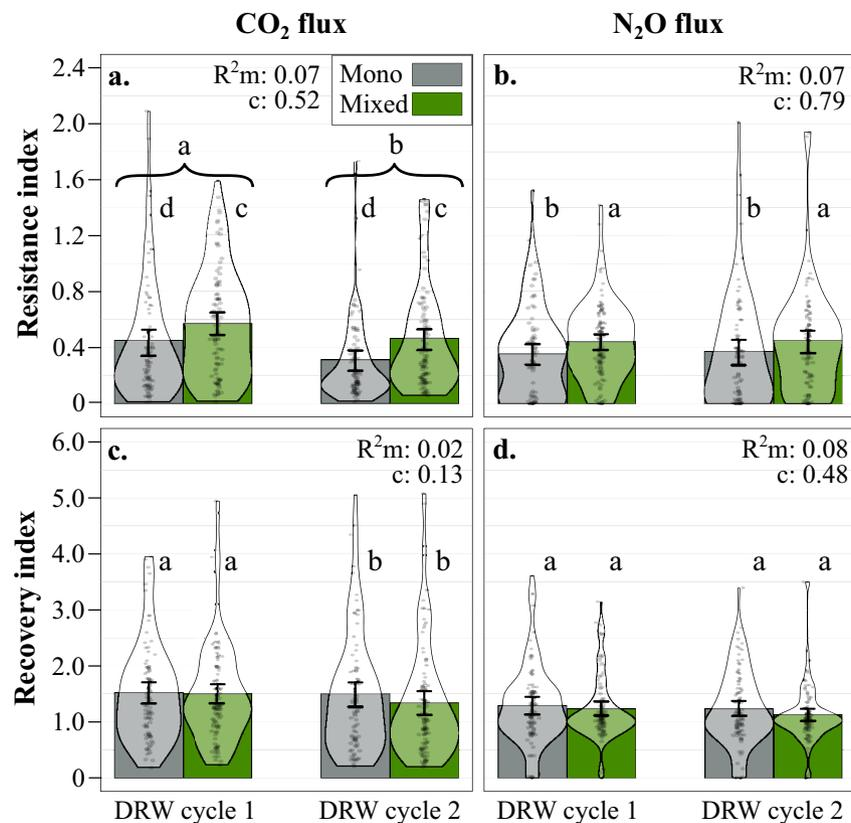 CO₂ flux
N₂O flux
Resistance index
2.4
2.0
1.6
1.2
0.8
0.4
0
a.
R²m: 0.07
c: 0.52
Mono
Mixed
a
b
d
c
d
c
b.
R²m: 0.07
c: 0.79
b
a
b
a
Recovery index
6.0
5.0
4.0
3.0
2.0
1.0
0
c.
R²m: 0.02
c: 0.13
a
a
b
b
d.
R²m: 0.08
c: 0.48
a
a
a
a
DRW cycle 1
DRW cycle 2
DRW cycle 1
DRW cycle 2